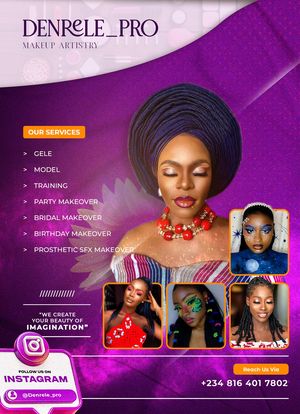 DENRELE_PRO
MAKEUP ARTISTRY
OUR SERVICES
> GELE
> MODEL
> TRAINING
> PARTY MAKEOVER
> BRIDAL MAKEOVER
> BIRTHDAY MAKEOVER
> PROSTHETIC SFX MAKEOVER
“WE CREATE
YOUR BEAUTY OF
IMAGINATION”
FOLLOW US ON
INSTAGRAM
@Denrele_pro
Reach Us Via
+234 816 401 7802